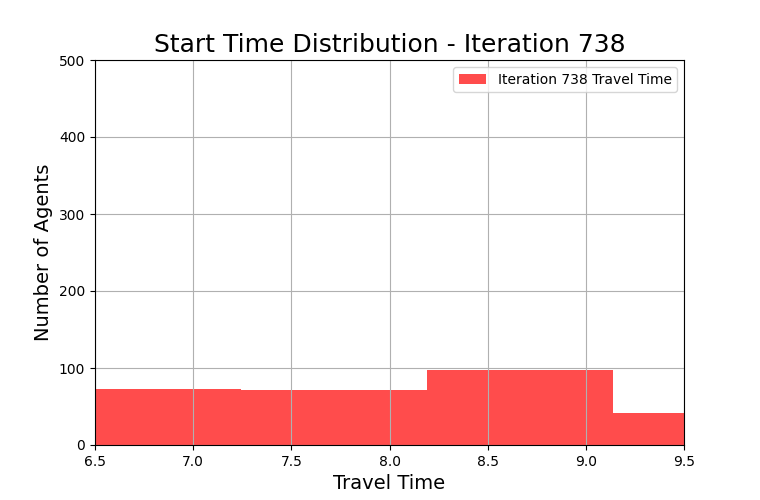 Start Time Distribution - Iteration 738
Iteration 738 Travel Time
Number of Agents
500
400
300
200
100
0
6.5 7.0 7.5 8.0 8.5 9.0 9.5
Travel Time